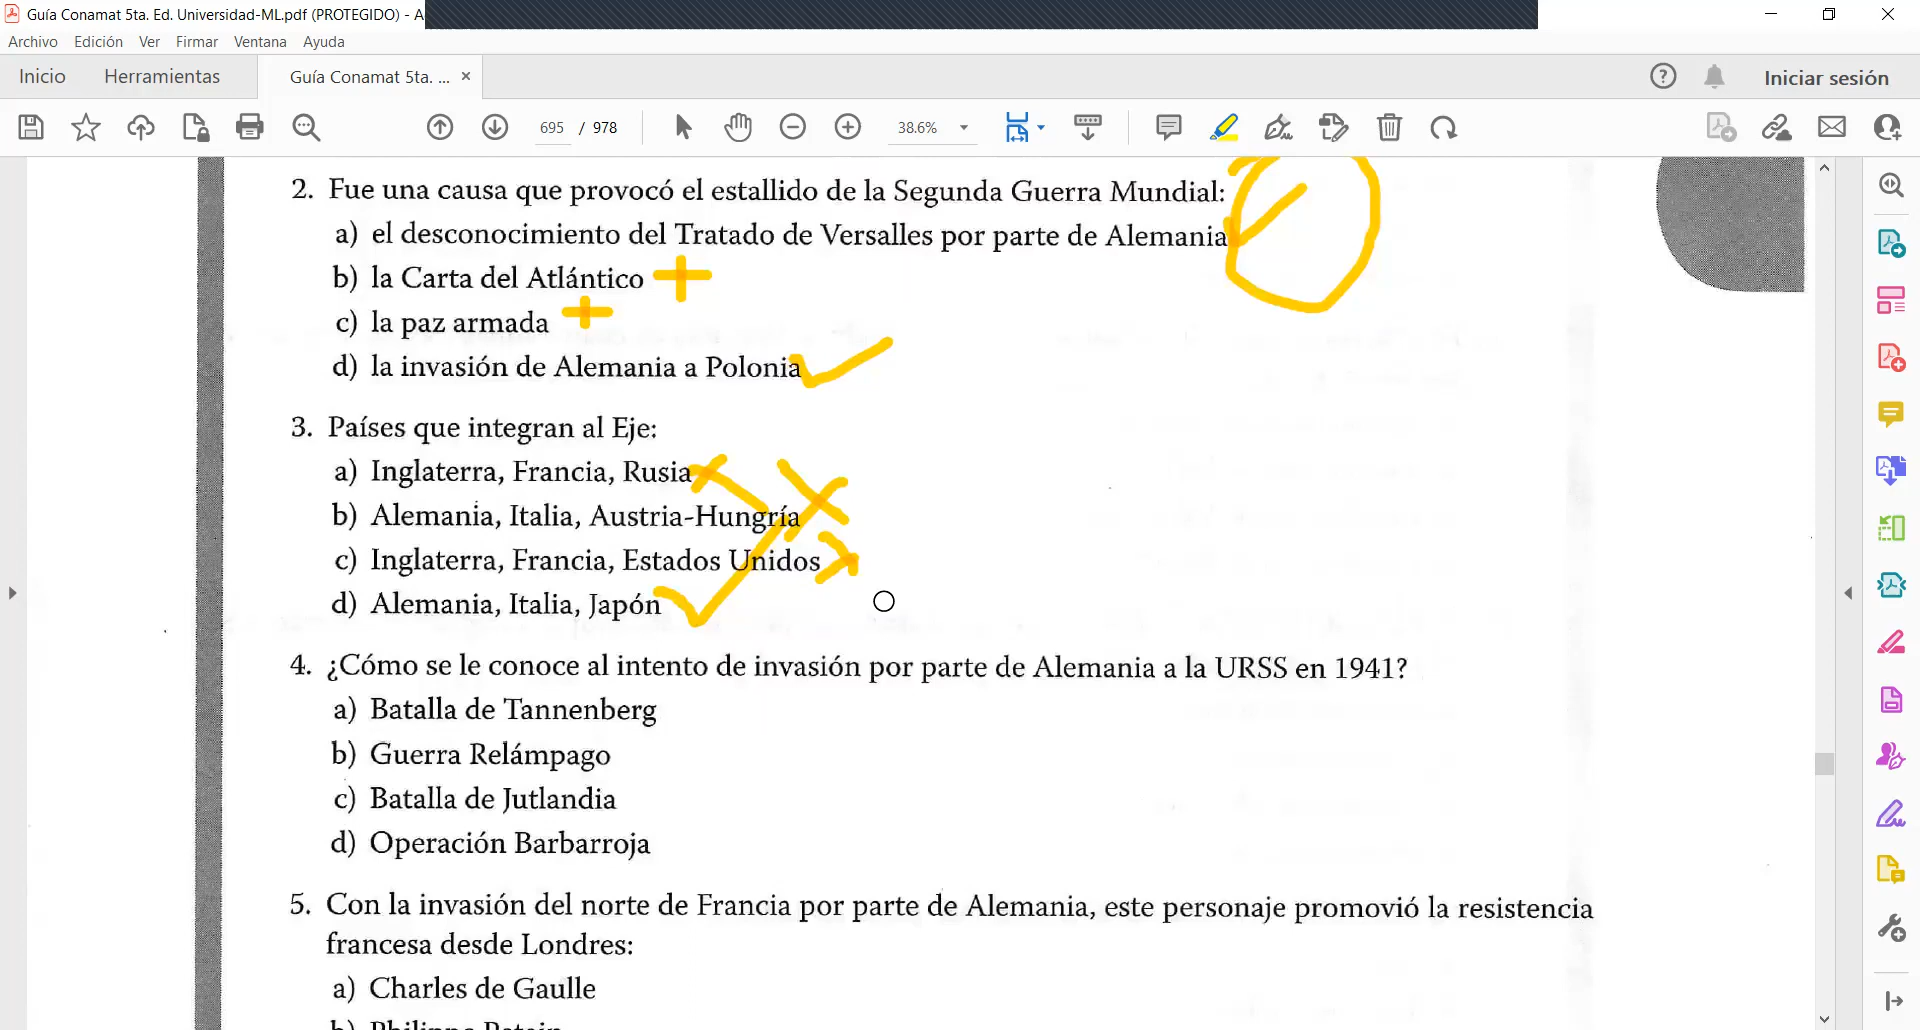 Guía Conamat 5ta. Ed. Universidad-ML.pdf (PROTEGIDO) - A
Archivo Edición Ver Firmar Ventana Ayuda
Inicio Herramientas Guía Conamat 5ta. ... × Iniciar sesión
695 / 978 38.6%
2. Fue una causa que provocó el estallido de la Segunda Guerra Mundial:
a) el desconocimiento del Tratado de Versalles por parte de Alemania
b) la Carta del Atlántico
c) la paz armada
d) la invasión de Alemania a Polonia
3. Países que integran al Eje:
a) Inglaterra, Francia, Rusia
b) Alemania, Italia, Austria-Hungría
c) Inglaterra, Francia, Estados Unidos
d) Alemania, Italia, Japón
4. ¿Cómo se le conoce al intento de invasión por parte de Alemania a la URSS en 1941?
a) Batalla de Tannenberg
b) Guerra Relámpago
c) Batalla de Jutlandia
d) Operación Barbarroja
5. Con la invasión del norte de Francia por parte de Alemania, este personaje promovió la resistencia
francesa desde Londres:
a) Charles de Gaulle
b) Philippe Petain